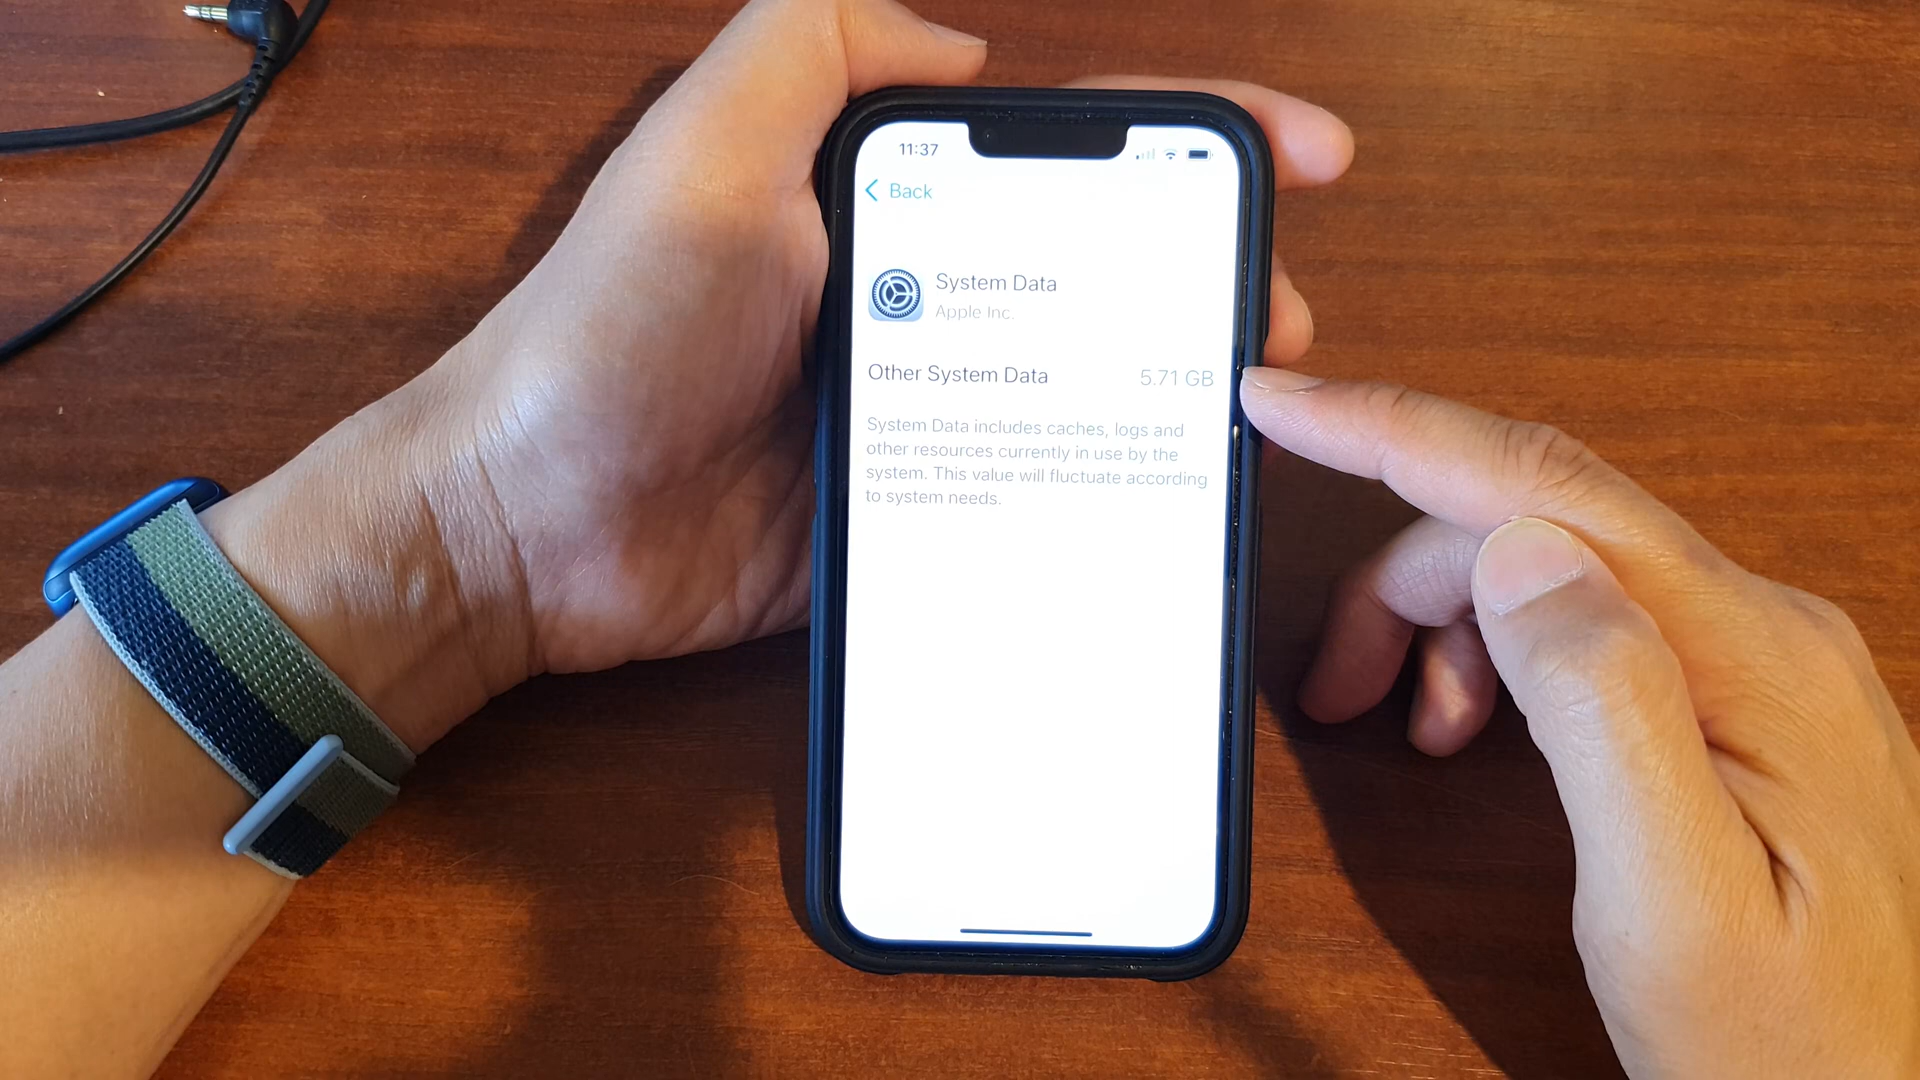 11:37
Back
System Data
Apple Inc.
Other System Data 5.71 GB
System Data includes caches, logs and
other resources currently in use by the
system. This value will fluctuate according
to system needs.